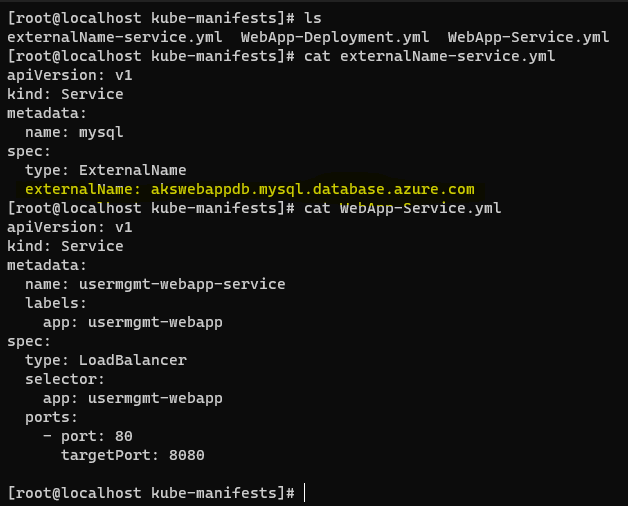 [root@localhost kube-manifests]# ls
externalName-service.yml  WebApp-Deployment.yml  WebApp-Service.yml
[root@localhost kube-manifests]# cat externalName-service.yml
apiVersion: v1
kind: Service
metadata:
  name: mysql
spec:
  type: ExternalName
  externalName: akswebappdb.mysql.database.azure.com
[root@localhost kube-manifests]# cat WebApp-Service.yml
apiVersion: v1
kind: Service
metadata:
  name: usermgmt-webapp-service
  labels:
    app: usermgmt-webapp
spec:
  type: LoadBalancer
  selector:
    app: usermgmt-webapp
  ports:
    - port: 80
      targetPort: 8080
[root@localhost kube-manifests]#